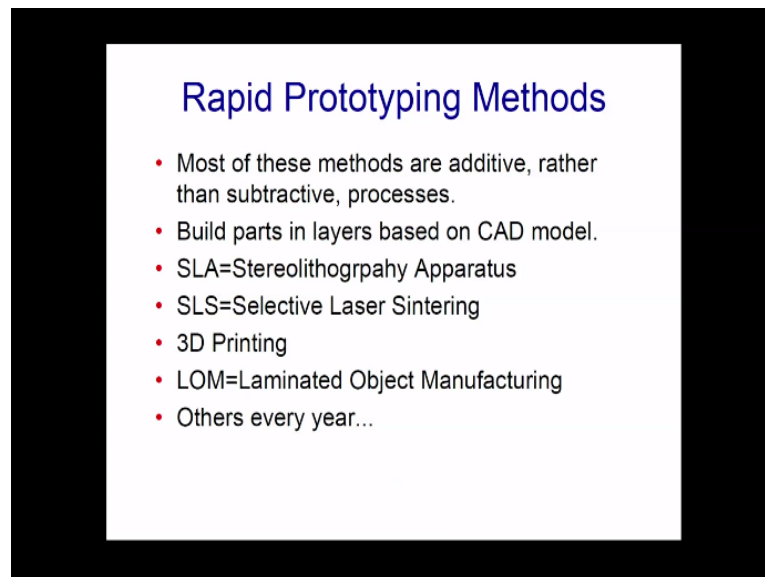 Rapid Prototyping Methods
• Most of these methods are additive, rather
than subtractive, processes.
• Build parts in layers based on CAD model.
• SLA=Stereolithogrpahy Apparatus
• SLS=Selective Laser Sintering
• 3D Printing
• LOM=Laminated Object Manufacturing
• Others every year...